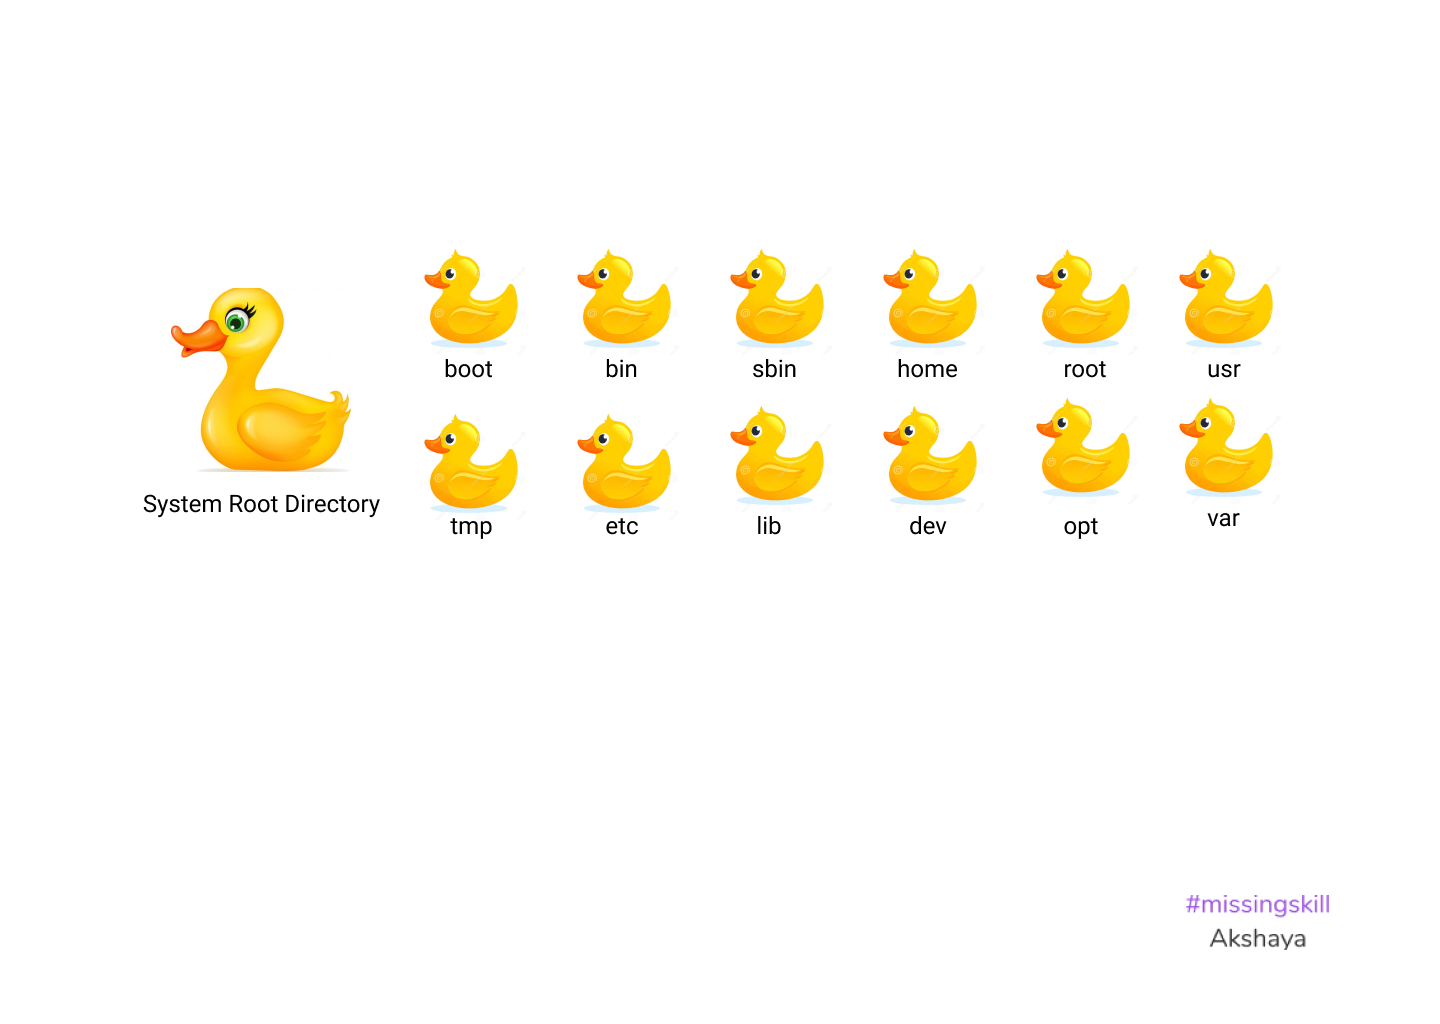 boot
bin
sbin
home
root
usr
System Root Directory
tmp
etc
lib
dev
opt
var
#missingskill
Akshaya